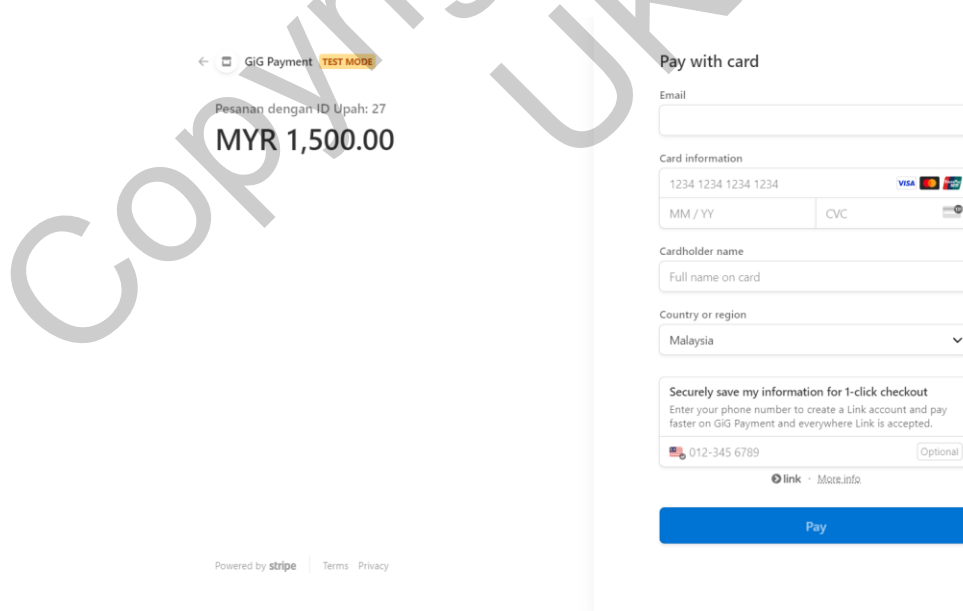 GiG Payment TEST MODE
Pesanan dengan ID Upah: 27
MYR 1,500.00
Powered by stripe
Terms Privacy
Pay with card
Email
Card information
1234 1234 1234 1234
VISA
MM / YY
CVC
Cardholder name
Full name on card
Country or region
Malaysia
Securely save my information for 1-click checkout
Enter your phone number to create a Link account and pay
faster on GiG Payment and everywhere Link is accepted.
012-345 6789
Optional
link · More info
Pay